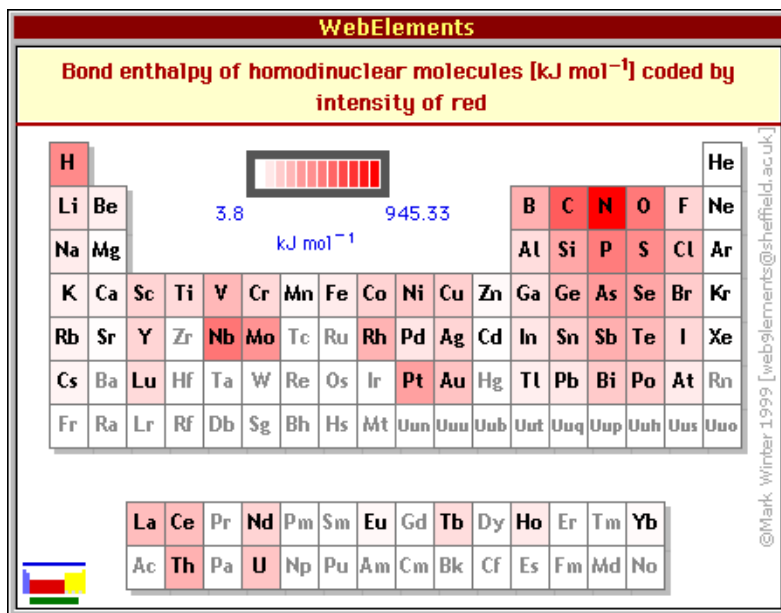 WebElements
Bond enthalpy of homodinuclear molecules [kJ mol⁻¹] coded by
intensity of red
H He
Li Be 3.8 945.33 B C N O F Ne
kJ mol⁻¹
Na Mg Al Si P S Cl Ar
K Ca Sc Ti V Cr Mn Fe Co Ni Cu Zn Ga Ge As Se Br Kr
Rb Sr Y Zr Nb Mo Tc Ru Rh Pd Ag Cd In Sn Sb Te I Xe
Cs Ba Lu Hf Ta W Re Os Ir Pt Au Hg Tl Pb Bi Po At Rn
Fr Ra Lr Rf Db Sg Bh Hs Mt Uun Uuu Uub Uut Uuq Uup Uuh Uus Uuo
La Ce Pr Nd Pm Sm Eu Gd Tb Dy Ho Er Tm Yb
Ac Th Pa U Np Pu Am Cm Bk Cf Es Fm Md No
©Mark Winter 1999 [web9lements@sheffield.ac.uk]